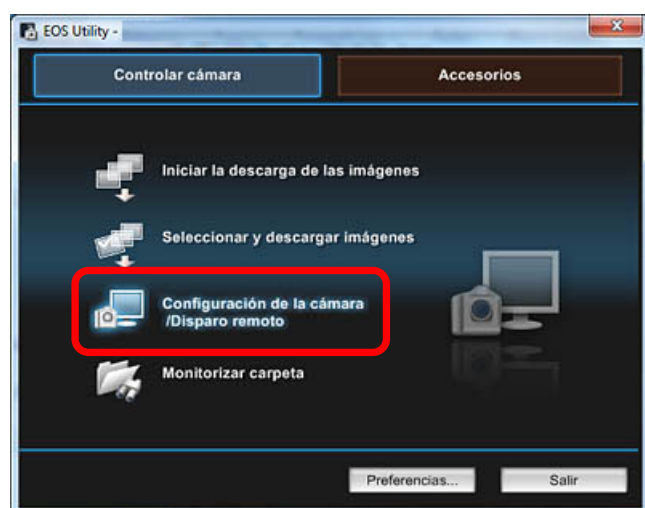 EOS Utility -
Controlar cámara
Accesorios
Iniciar la descarga de las imágenes
Seleccionar y descargar imágenes
Configuración de la cámara
/Disparo remoto
Monitorizar carpeta
Preferencias...
Salir